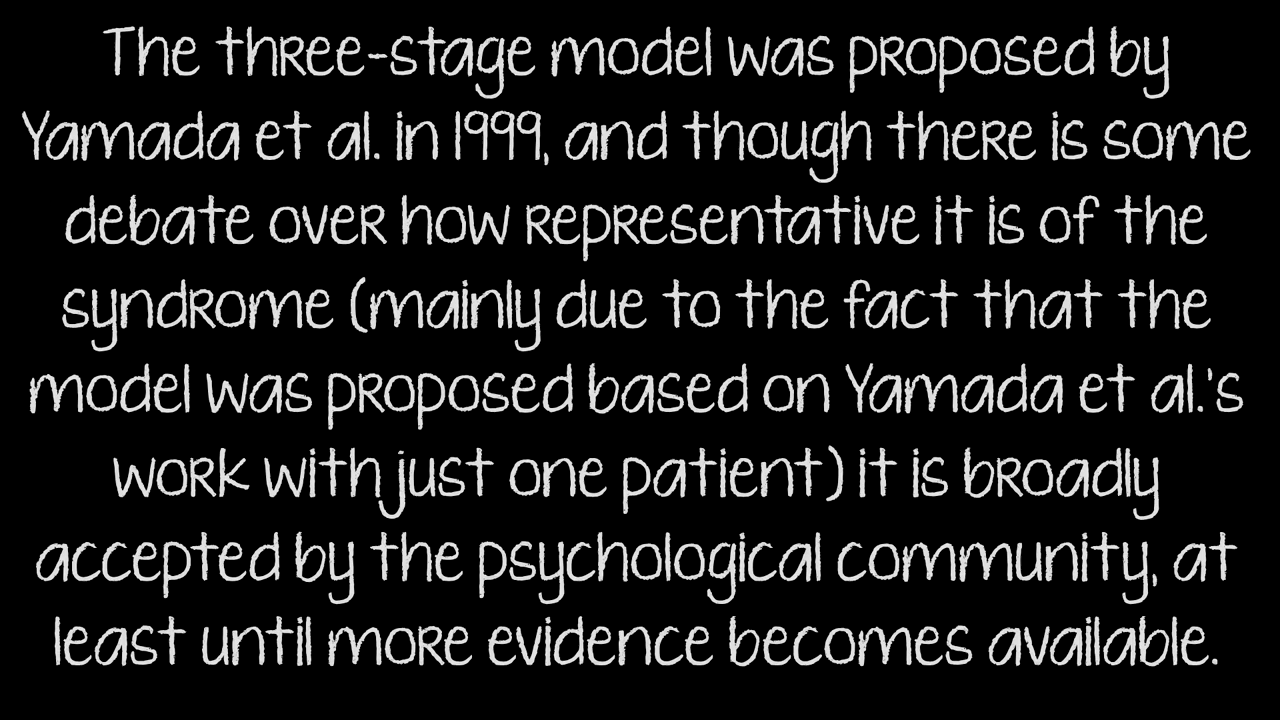 The three-stage model was proposed by
Yamada et al. in 1999, and though there is some
debate over how representative it is of the
syndrome (mainly due to the fact that the
model was proposed based on Yamada et al.'s
work with just one patient) it is broadly
accepted by the psychological community, at
least until more evidence becomes available.